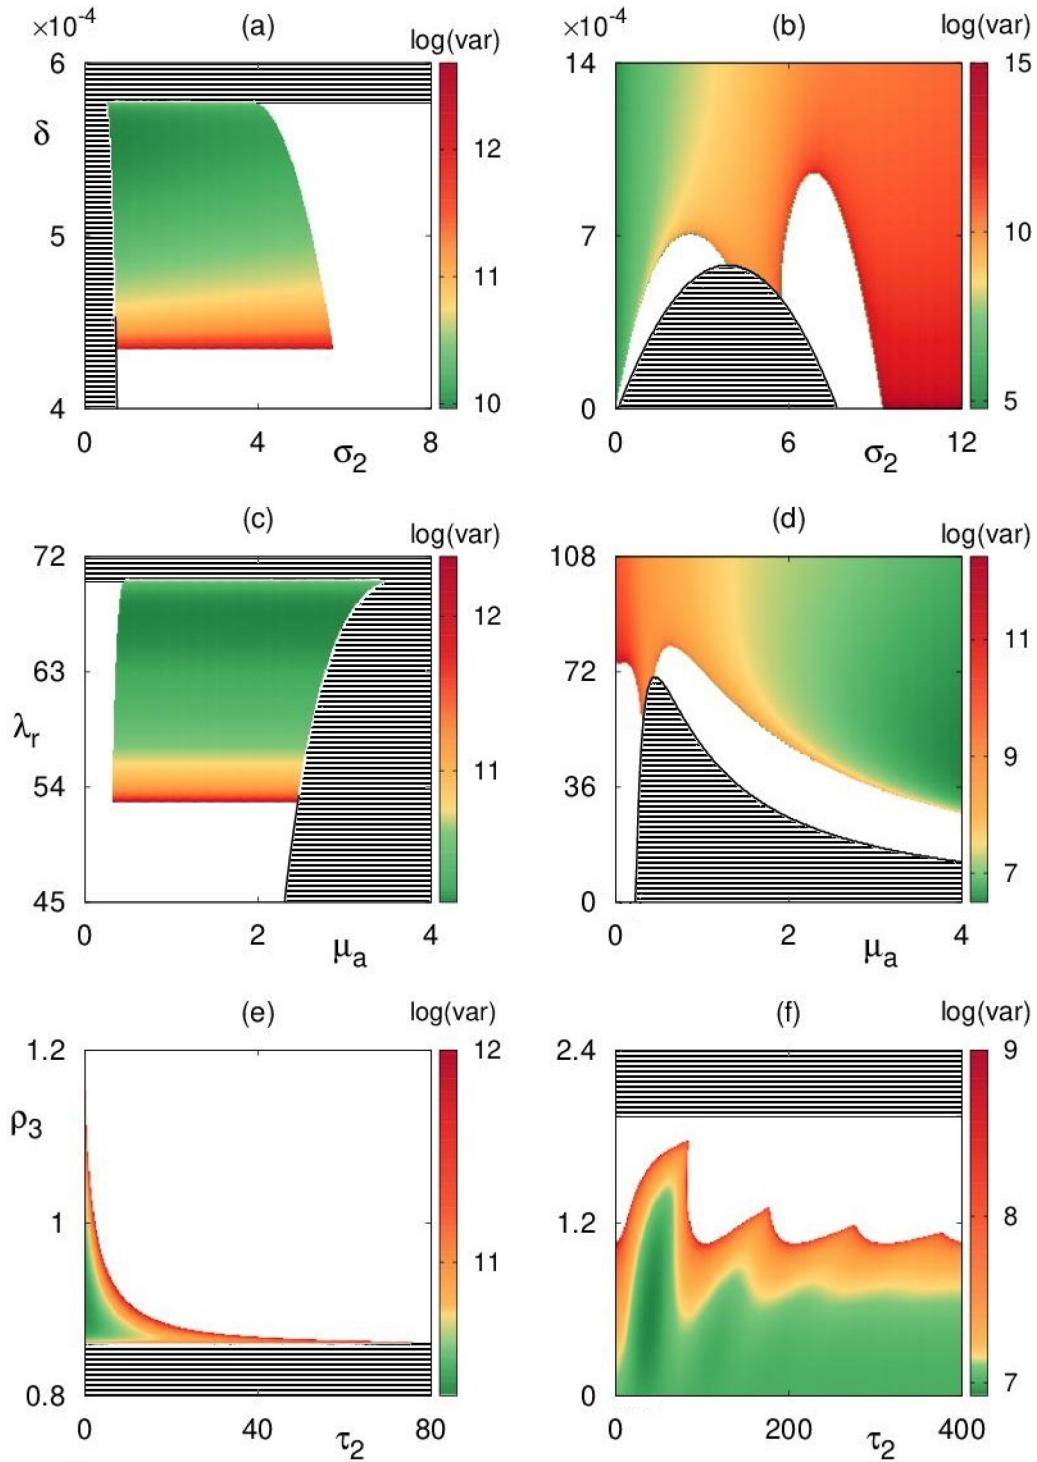 ×10⁻⁴ (a) log(var)
6
δ
12
5
11
10
4
0 4 8
σ₂
×10⁻⁴ (b) log(var)
14 15
7 10
5
0
0 6 12
σ₂
(c) log(var)
72
12
63
λᵣ
54 11
45
0 2 4
μₐ
(d) log(var)
108
11
72
9
36
7
0
0 2 4
μₐ
(e) log(var)
1.2 12
ρ₃
1
11
0.8
0 40 80
τ₂
(f) log(var)
2.4 9
1.2 8
7
0
0 200 400
τ₂